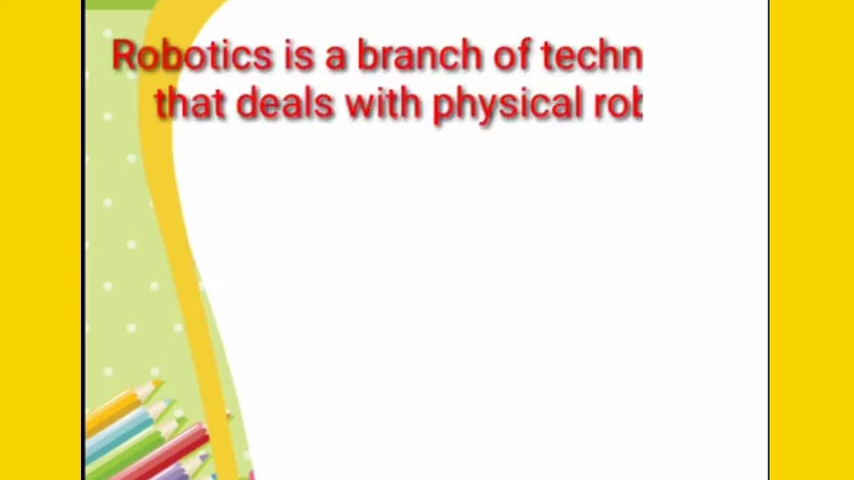 Robotics is a branch of techn
that deals with physical rob